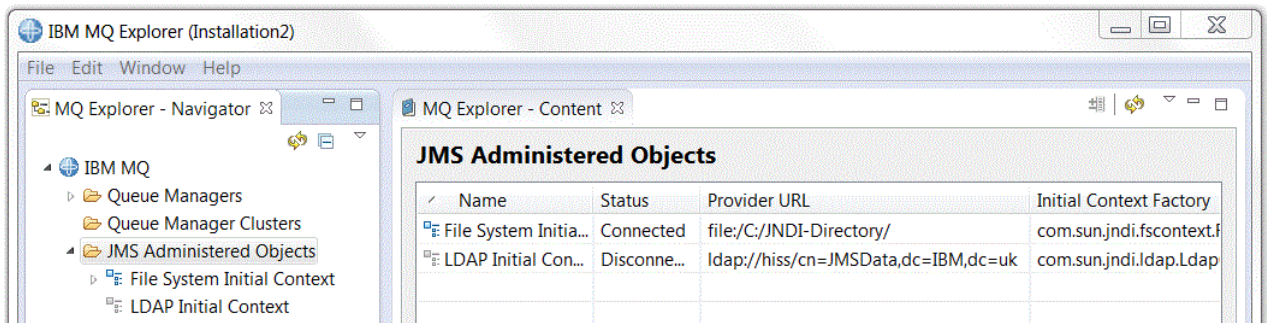 IBM MQ Explorer (Installation2)
File Edit Window Help
MQ Explorer - Navigator
IBM MQ
Queue Managers
Queue Manager Clusters
JMS Administered Objects
File System Initial Context
LDAP Initial Context
MQ Explorer - Content
JMS Administered Objects
Name Status Provider URL Initial Context Factory
File System Initia... Connected file:/C:/JNDI-Directory/ com.sun.jndi.fscontext.F
LDAP Initial Con... Disconne... ldap://hiss/cn=JMSData,dc=IBM,dc=uk com.sun.jndi.ldap.Ldap